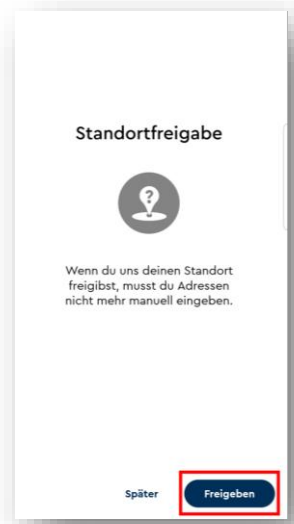 Standortfreigabe
?
Wenn du uns deinen Standort
freigibst, musst du Adressen
nicht mehr manuell eingeben.
Später Freigeben